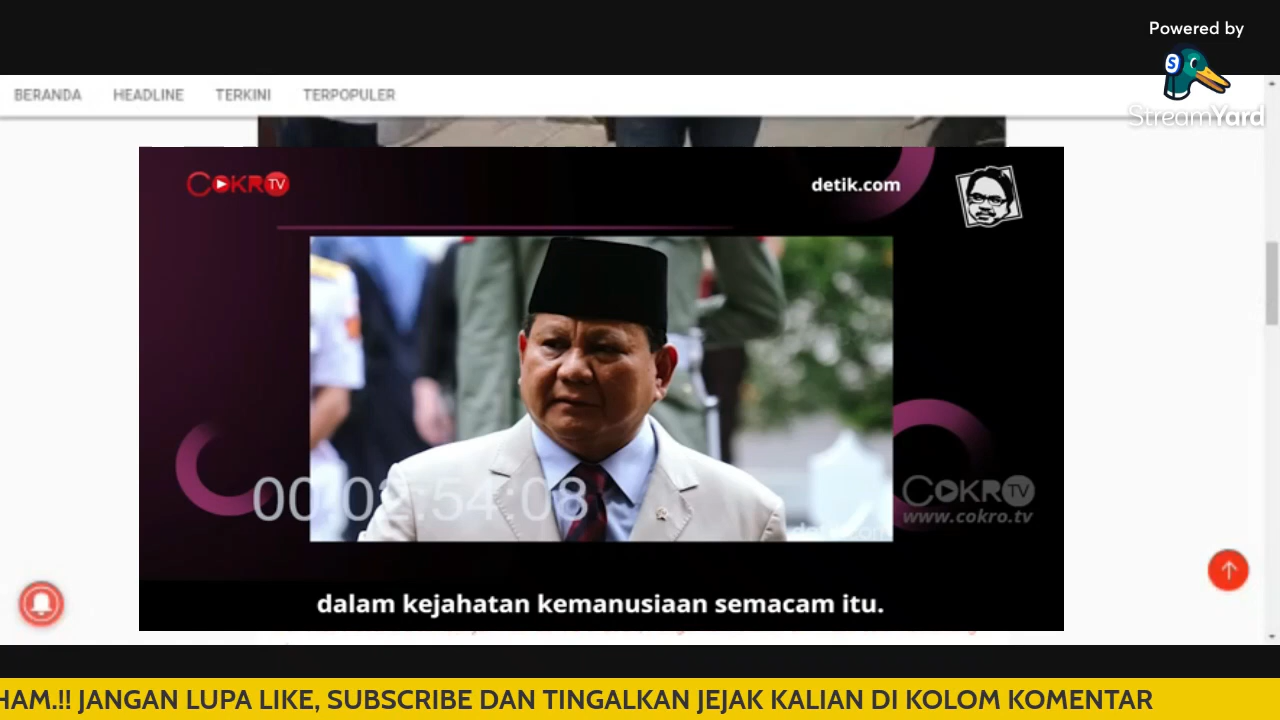 Powered by
StreamYard
BERANDA HEADLINE TERKINI TERPOPULER
COKRO TV
detik.com
00:02:54:08
COKRO TV
www.cokro.tv
dalam kejahatan kemanusiaan semacam itu.
HAM.!! JANGAN LUPA LIKE, SUBSCRIBE DAN TINGALKAN JEJAK KALIAN DI KOLOM KOMENTAR